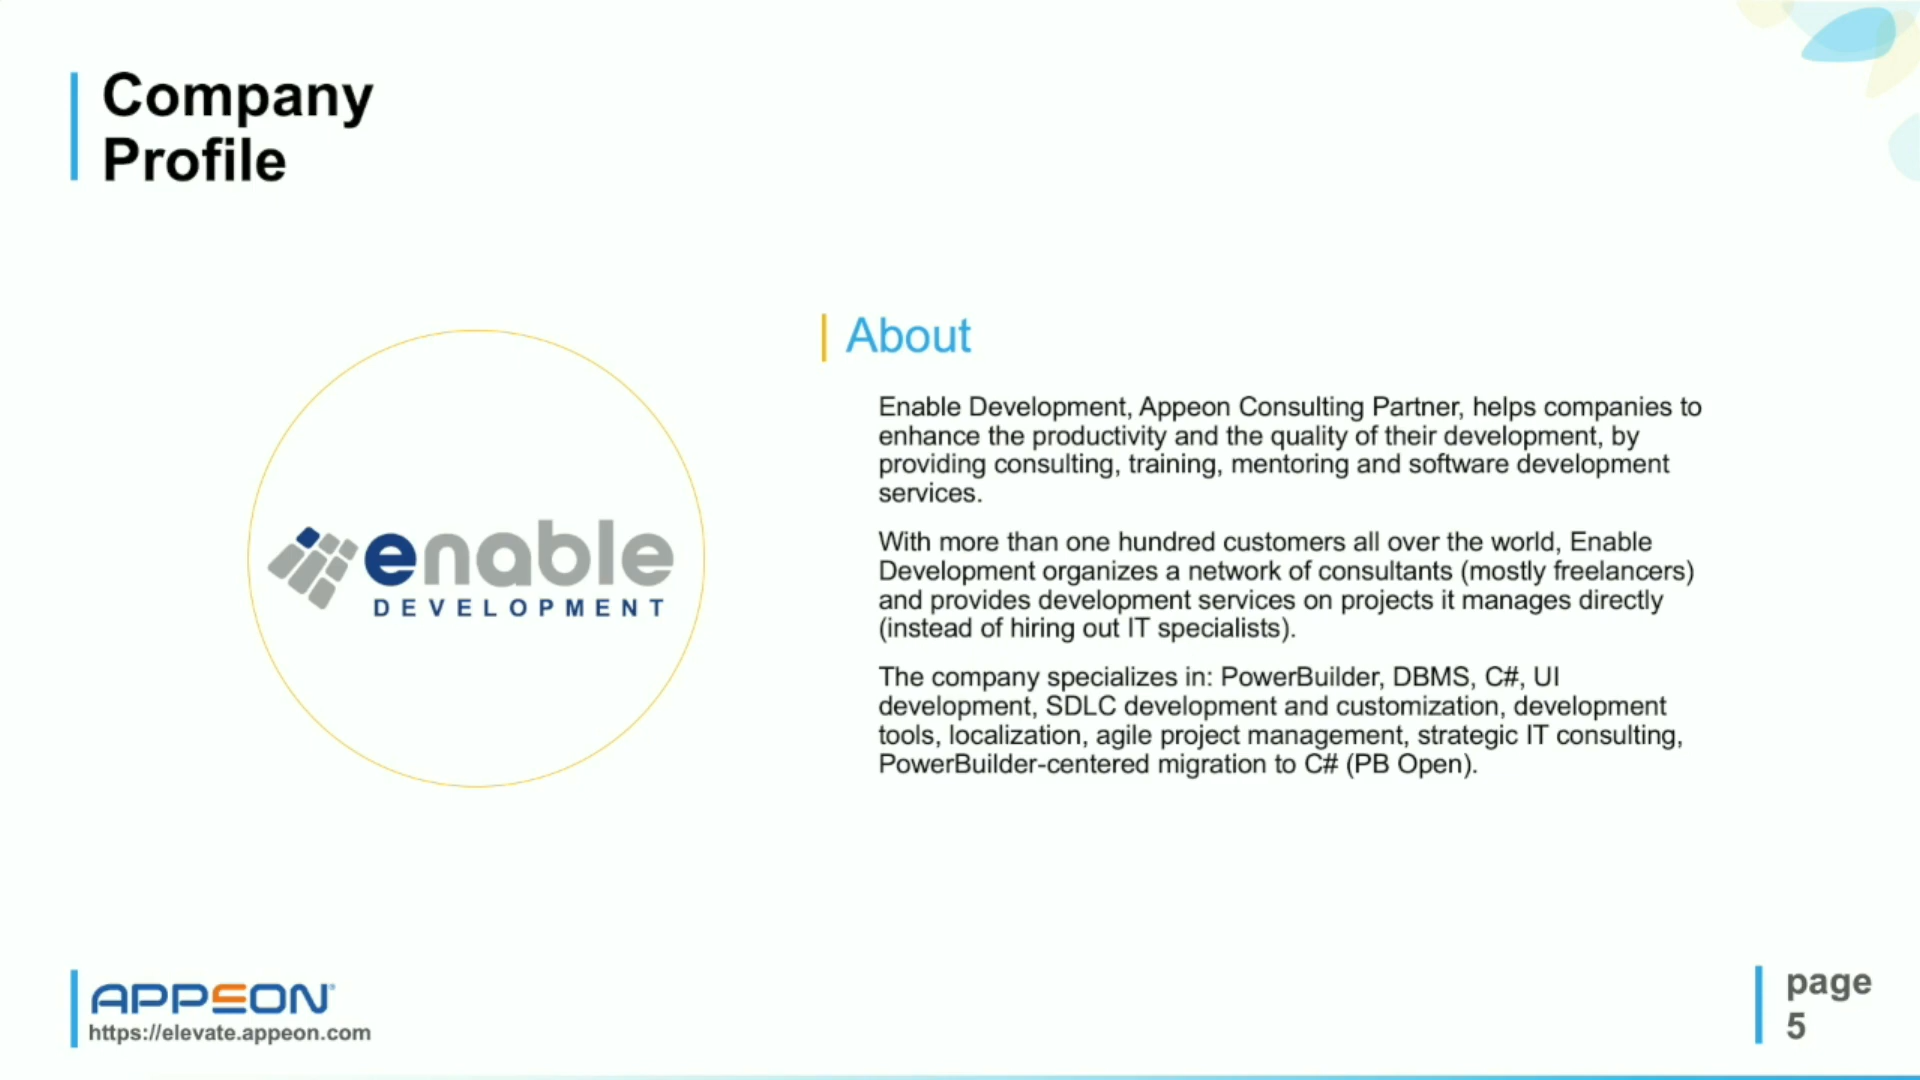 Company
Profile
About
Enable Development, Appeon Consulting Partner, helps companies to
enhance the productivity and the quality of their development, by
providing consulting, training, mentoring and software development
services.
With more than one hundred customers all over the world, Enable
Development organizes a network of consultants (mostly freelancers)
and provides development services on projects it manages directly
(instead of hiring out IT specialists).
The company specializes in: PowerBuilder, DBMS, C#, UI
development, SDLC development and customization, development
tools, localization, agile project management, strategic IT consulting,
PowerBuilder-centered migration to C# (PB Open).
enable
DEVELOPMENT
APPEON®
https://elevate.appeon.com
page
5